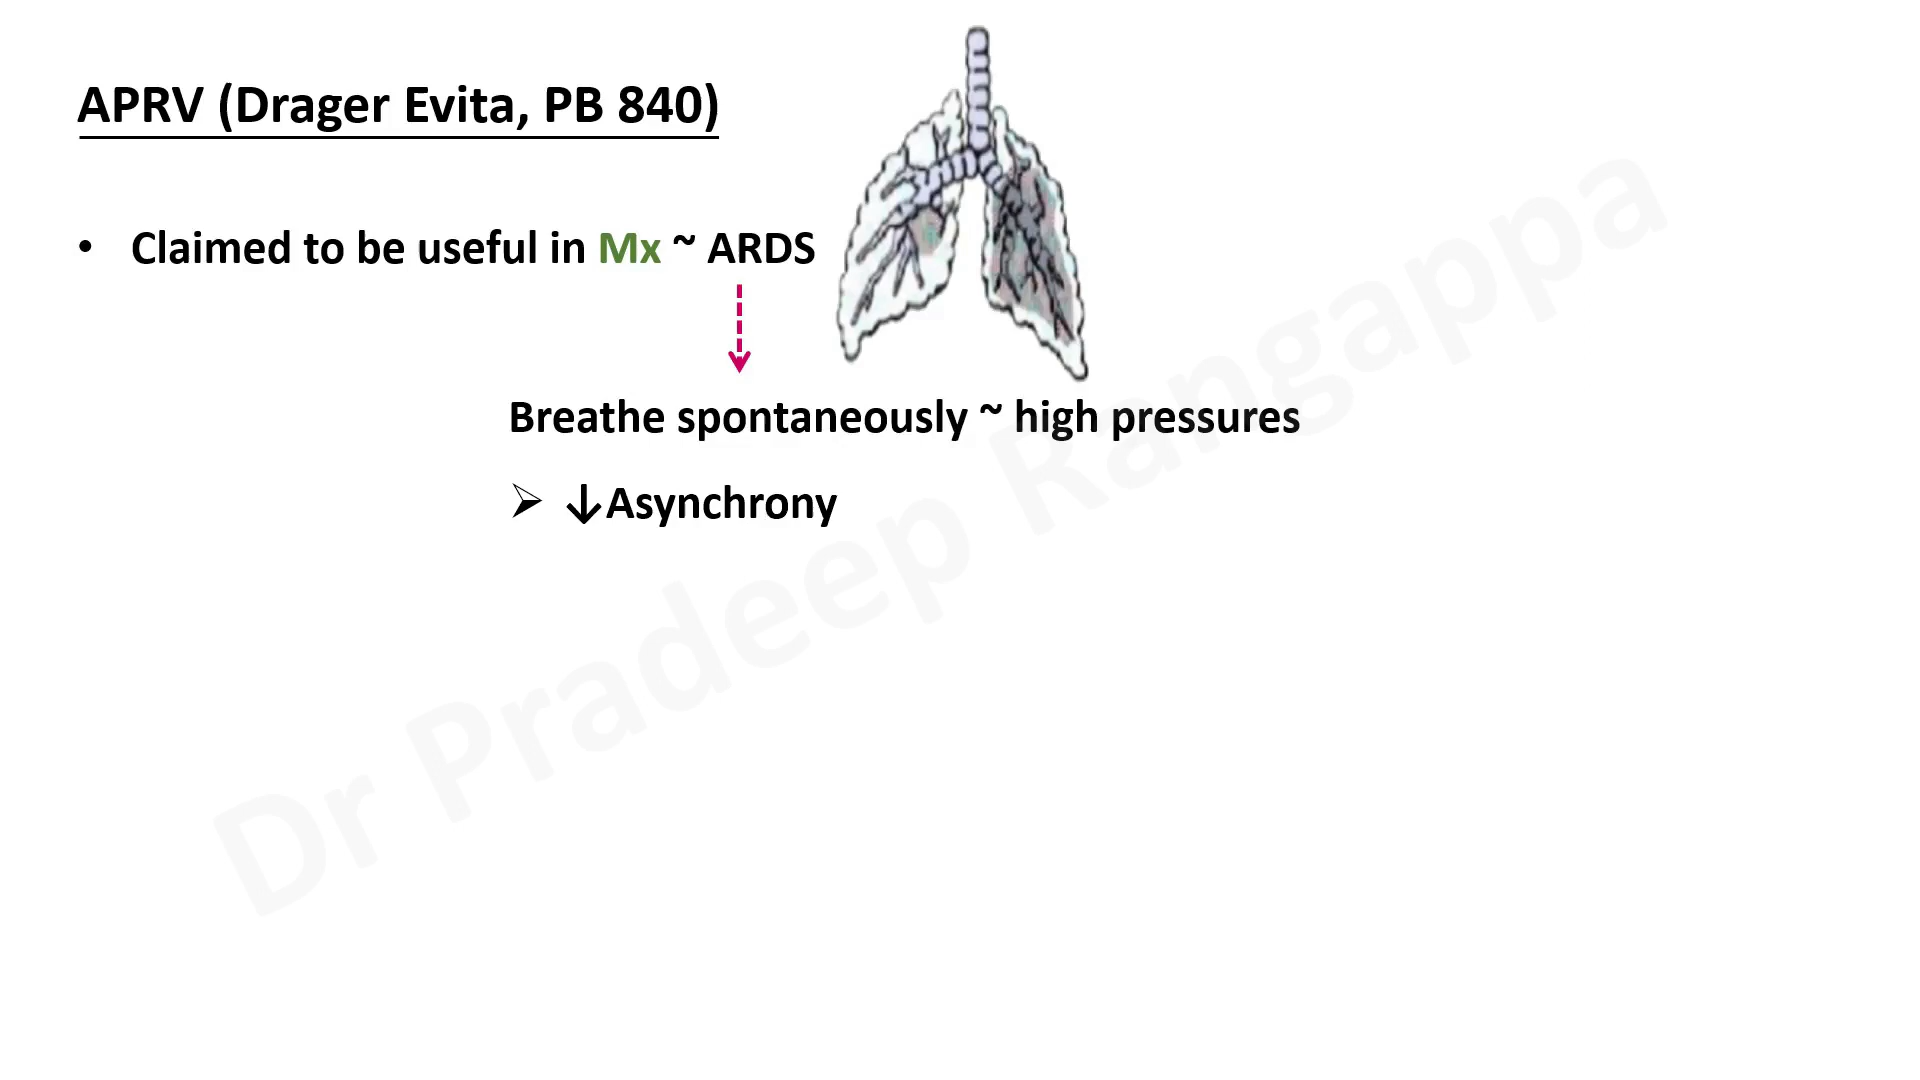 APRV (Drager Evita, PB 840)
• Claimed to be useful in Mx ~ ARDS
Breathe spontaneously ~ high pressures
➢ ↓Asynchrony
Dr Pradeep Rangappa